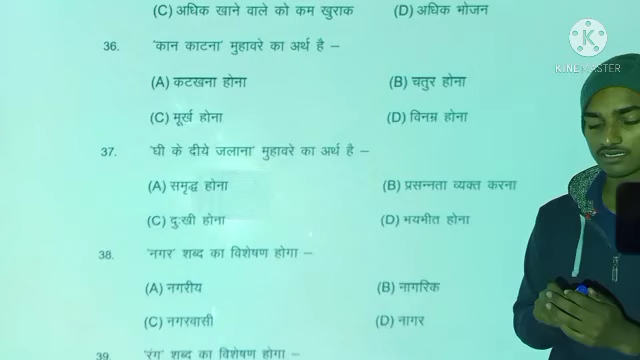 (C) अधिक खाने वाले को कम खुराक (D) अधिक भोजन
36. 'कान काटना' मुहावरे का अर्थ है –
(A) कटखना होना (B) चतुर होना
(C) मूर्ख होना (D) विनम्र होना
37. 'घी के दीये जलाना' मुहावरे का अर्थ है –
(A) समृद्ध होना (B) प्रसन्नता व्यक्त करना
(C) दुःखी होना (D) भयभीत होना
38. 'नगर' शब्द का विशेषण होगा –
(A) नगरीय (B) नागरिक
(C) नगरवासी (D) नागर
39 'रंग' शब्द का विशेषण होगा –
KINEMASTER